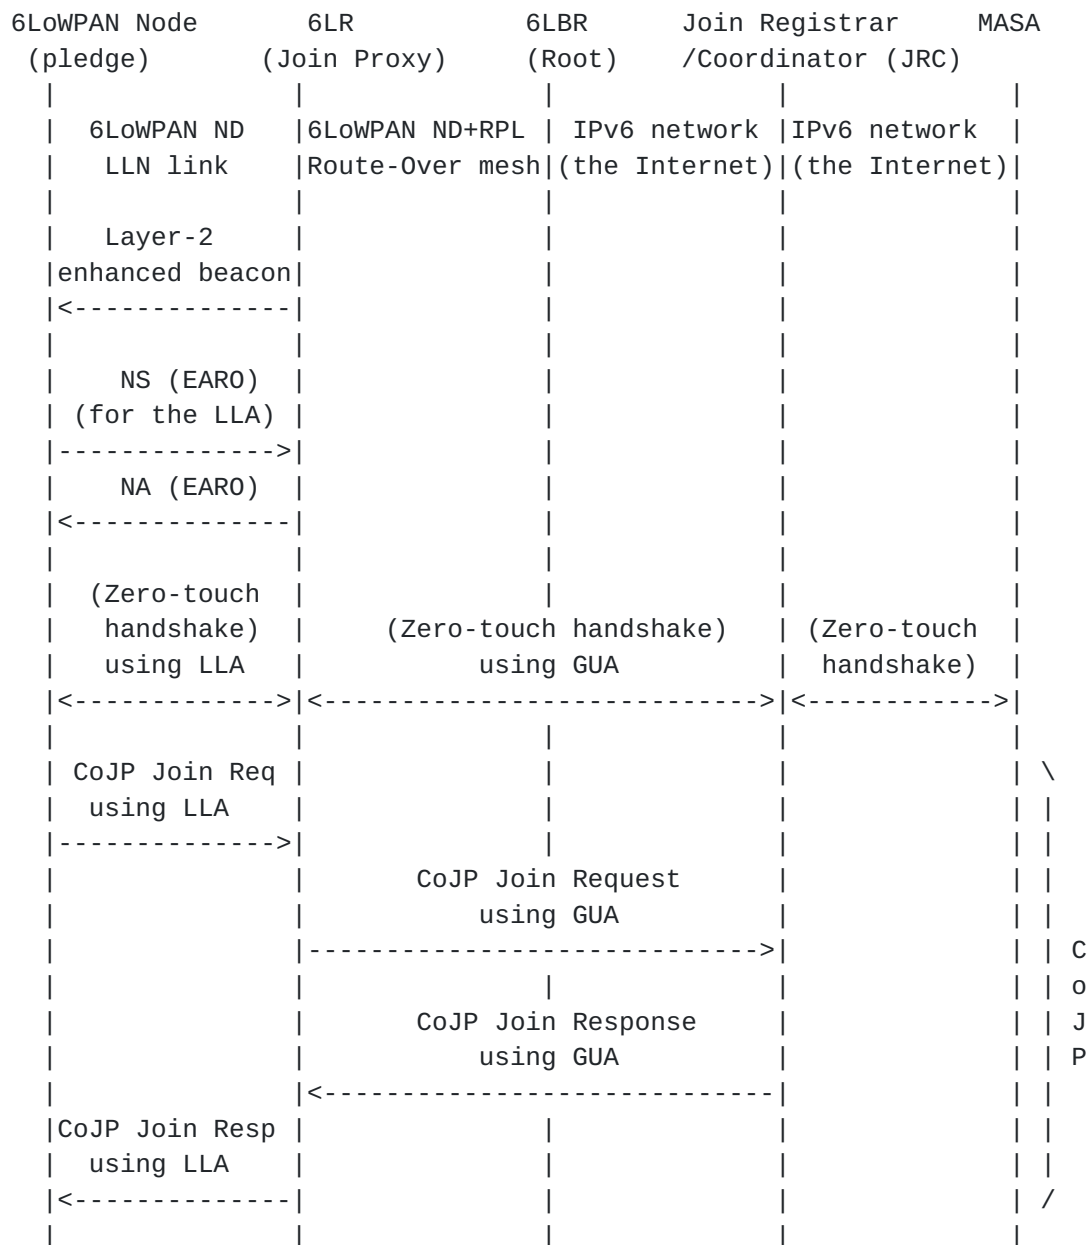 6LoWPAN Node       6LR           6LBR      Join Registrar     MASA
 (pledge)       (Join Proxy)     (Root)    /Coordinator (JRC)
  |               |               |              |              |
  |  6LoWPAN ND   |6LoWPAN ND+RPL | IPv6 network |IPv6 network  |
  |   LLN link    |Route-Over mesh|(the Internet)|(the Internet)|
  |               |               |              |              |
  |   Layer-2     |               |              |              |
  |enhanced beacon|               |              |              |
  |<--------------|               |              |              |
  |               |               |              |              |
  |    NS (EARO)  |               |              |              |
  | (for the LLA) |               |              |              |
  |-------------->|               |              |              |
  |    NA (EARO)  |               |              |              |
  |<--------------|               |              |              |
  |               |               |              |              |
  |  (Zero-touch  |               |              |              |
  |   handshake)  |     (Zero-touch handshake)   | (Zero-touch  |
  |   using LLA   |           using GUA          |  handshake)  |
  |<------------->|<---------------------------->|<------------>|
  |               |               |              |              |
  | CoJP Join Req |               |              |              | \
  |  using LLA    |               |              |              | |
  |-------------->|               |              |              | |
  |               |       CoJP Join Request      |              | |
  |               |           using GUA          |              | |
  |               |----------------------------->|              | | C
  |               |               |              |              | | o
  |               |       CoJP Join Response     |              | | J
  |               |           using GUA          |              | | P
  |               |<-----------------------------|              | |
  |CoJP Join Resp |               |              |              | |
  |  using LLA    |               |              |              | |
  |<--------------|               |              |              | /
  |               |               |              |              |